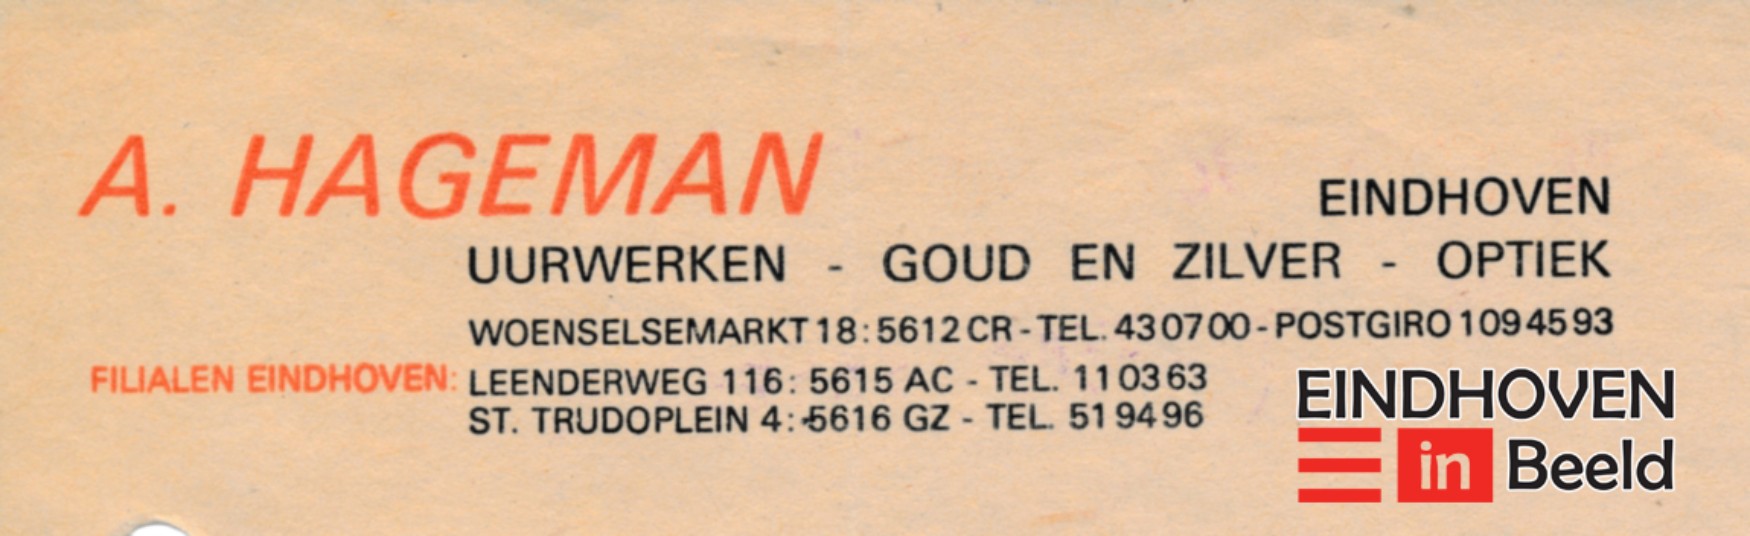 A. HAGEMAN
EINDHOVEN
UURWERKEN - GOUD EN ZILVER - OPTIEK
WOENSELSEMARKT 18: 5612 CR - TEL. 430700 - POSTGIRO 1094593
FILIALEN EINDHOVEN: LEENDERWEG 116: 5615 AC - TEL. 110363
ST. TRUDOPLEIN 4: 5616 GZ - TEL. 519496
EINDHOVEN
in Beeld